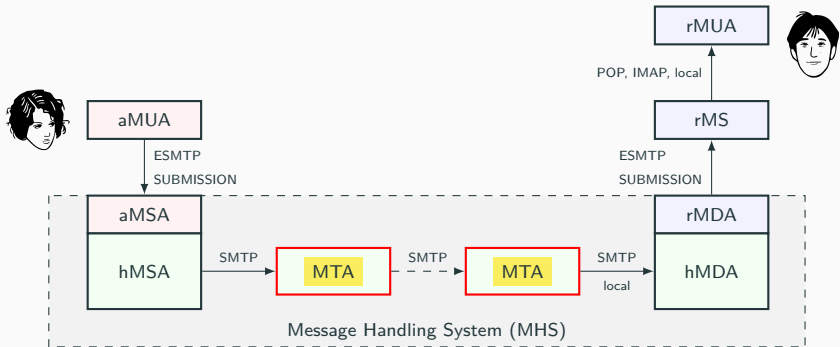 rMUA
POP, IMAP, local
aMUA
rMS
ESMTP
SUBMISSION
ESMTP
SUBMISSION
aMSA
rMDA
hMSA
SMTP
MTA
SMTP
MTA
SMTP
local
hMDA
Message Handling System (MHS)